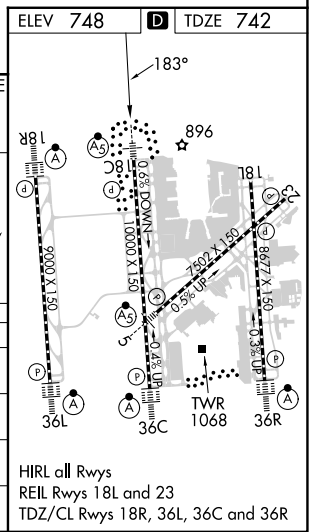 ELEV 748
D
TDZE 742
183°
896
18R
A
A5
18C
P
P
0.6% DOWN
18L
P
P
23
9000 X 150
10000 X 150
7502 X 150
0.5% UP
8677 X 150
A5
P
5
0.4% UP
0.3% UP
P
P
P
A
A
TWR
1068
A
36L
36C
36R
HIRL all Rwys
REIL Rwys 18L and 23
TDZ/CL Rwys 18R, 36L, 36C and 36R